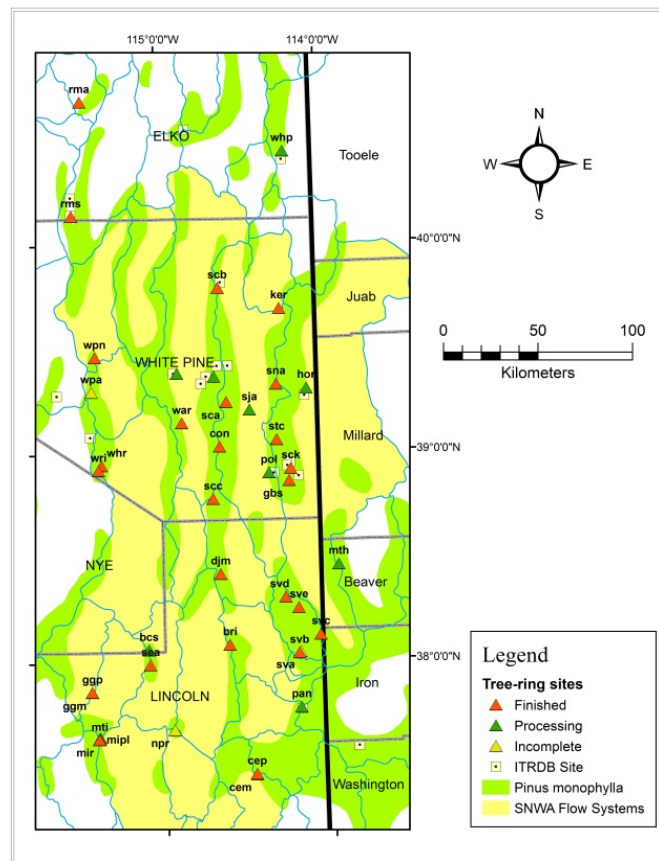 115°0'0"W
114°0'0"W
rma
ELKO
whp
Tooele
N
W
E
S
rms
40°0'0"N
scb
ker
Juab
0
50
100
Kilometers
wpn
WHITE PINE
wpa
sna
hor
sca
sja
war
Millard
con
stc
39°0'0"N
whr
wri
pol
sck
gbs
scc
NYE
djm
mth
svd
sve
Beaver
svc
bcs
bri
svb
sea
sva
38°0'0"N
Iron
ggp
LINCOLN
pan
ggm
mti
mipl
mir
npr
cep
cem
Washington
Legend
Tree-ring sites
Finished
Processing
Incomplete
ITRDB Site
Pinus monophylla
SNWA Flow Systems